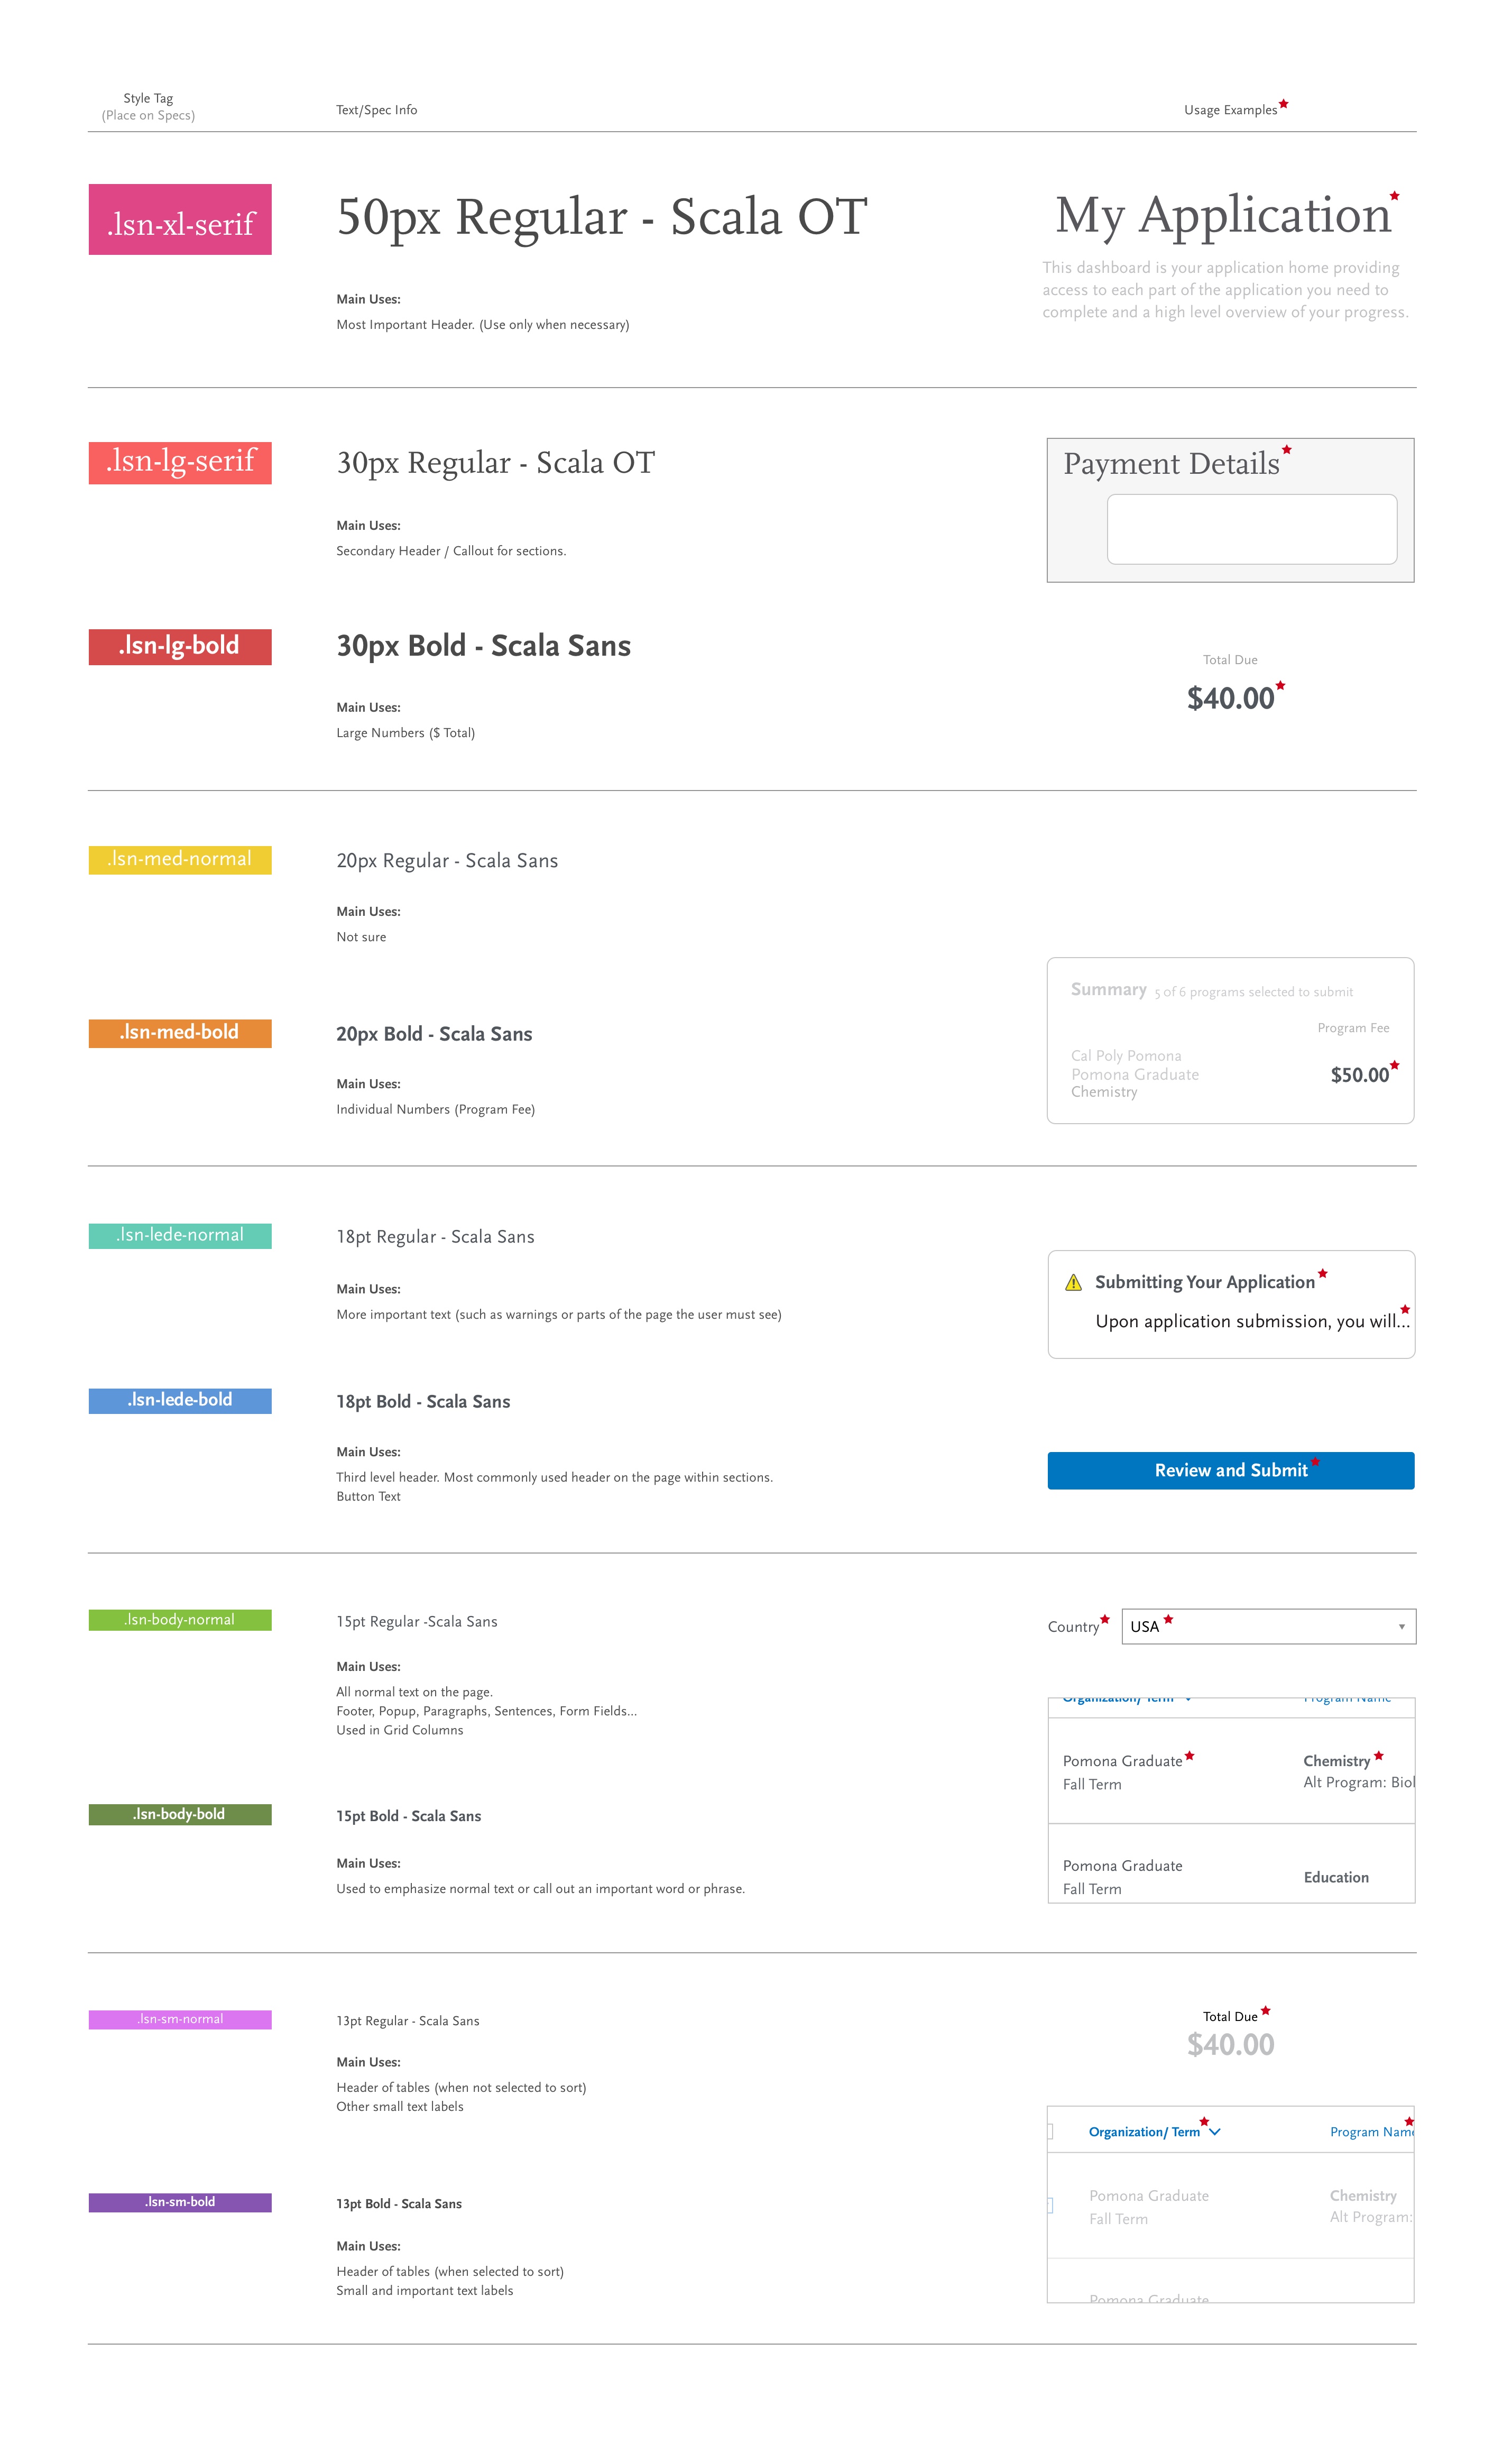 Style Tag
(Place on Specs)
Text/Spec Info
Usage Examples
.lsn-xl-serif
50px Regular - Scala OT
Main Uses:
Most Important Header. (Use only when necessary)
My Application
This dashboard is your application home providing
access to each part of the application you need to
complete and a high level overview of your progress.
.lsn-lg-serif
30px Regular - Scala OT
Main Uses:
Secondary Header / Callout for sections.
Payment Details
.lsn-lg-bold
30px Bold - Scala Sans
Main Uses:
Large Numbers ($ Total)
Total Due
$40.00
.lsn-med-normal
20px Regular - Scala Sans
Main Uses:
Not sure
.lsn-med-bold
20px Bold - Scala Sans
Main Uses:
Individual Numbers (Program Fee)
Summary 5 of 6 programs selected to submit
Program Fee
Cal Poly Pomona
Pomona Graduate
Chemistry
$50.00
.lsn-lede-normal
18pt Regular - Scala Sans
Main Uses:
More important text (such as warnings or parts of the page the user must see)
Submitting Your Application
Upon application submission, you will...
.lsn-lede-bold
18pt Bold - Scala Sans
Main Uses:
Third level header. Most commonly used header on the page within sections.
Button Text
Review and Submit
.lsn-body-normal
15pt Regular -Scala Sans
Main Uses:
All normal text on the page.
Footer, Popup, Paragraphs, Sentences, Form Fields...
Used in Grid Columns
Country USA
Organization/ Term Program Name
Pomona Graduate
Fall Term
Chemistry
Alt Program: Biol
Pomona Graduate
Fall Term
Education
.lsn-body-bold
15pt Bold - Scala Sans
Main Uses:
Used to emphasize normal text or call out an important word or phrase.
.lsn-sm-normal
13pt Regular - Scala Sans
Main Uses:
Header of tables (when not selected to sort)
Other small text labels
Total Due
$40.00
.lsn-sm-bold
13pt Bold - Scala Sans
Main Uses:
Header of tables (when selected to sort)
Small and important text labels
Organization/ Term Program Name
Pomona Graduate
Fall Term
Chemistry
Alt Program:
Pomona Graduate